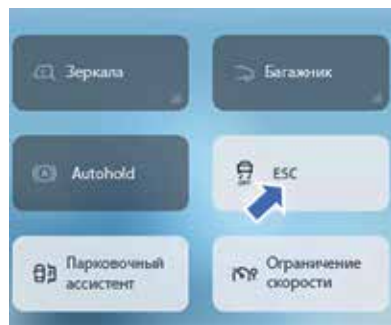 Зеркала
Багажник
Autohold
ESC
Парковочный
ассистент
Ограничение
скорости